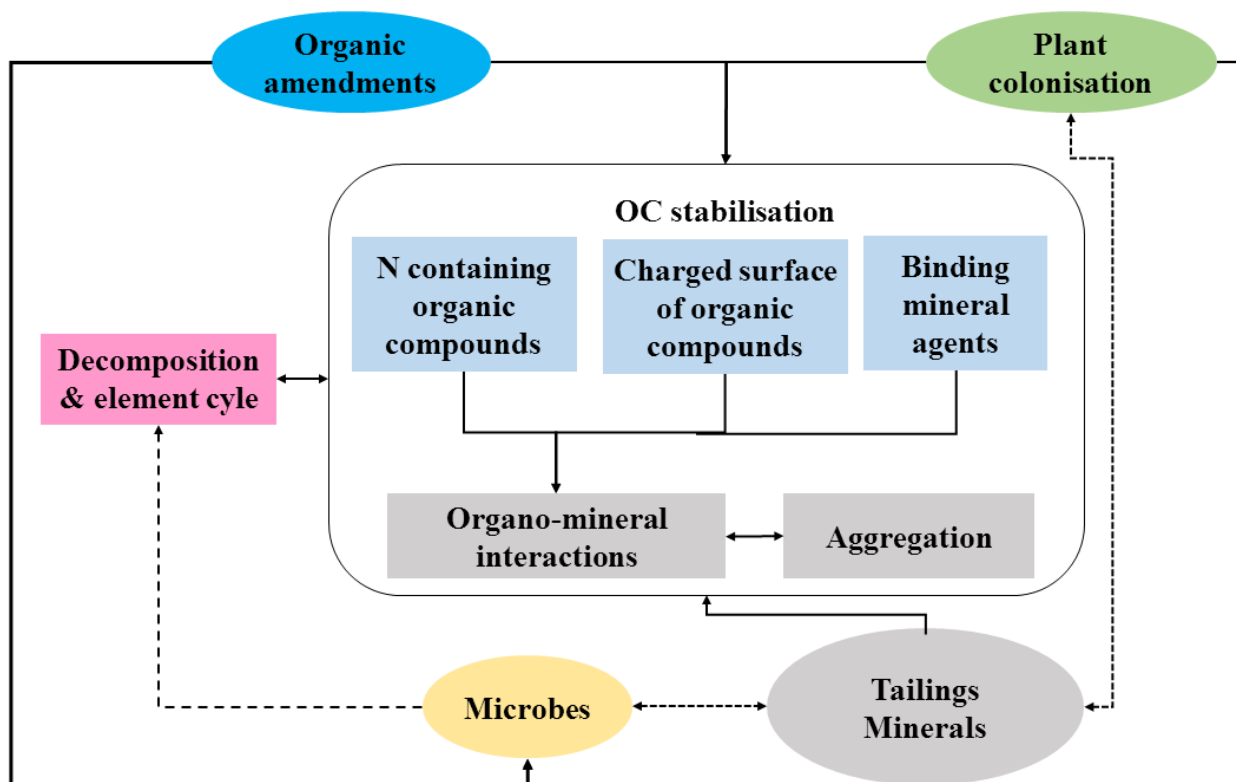 Organic
amendments
Plant
colonisation
OC stabilisation
N containing
organic
compounds
Charged surface
of organic
compounds
Binding
mineral
agents
Decomposition
& element cyle
Organo-mineral
interactions
Aggregation
Microbes
Tailings
Minerals